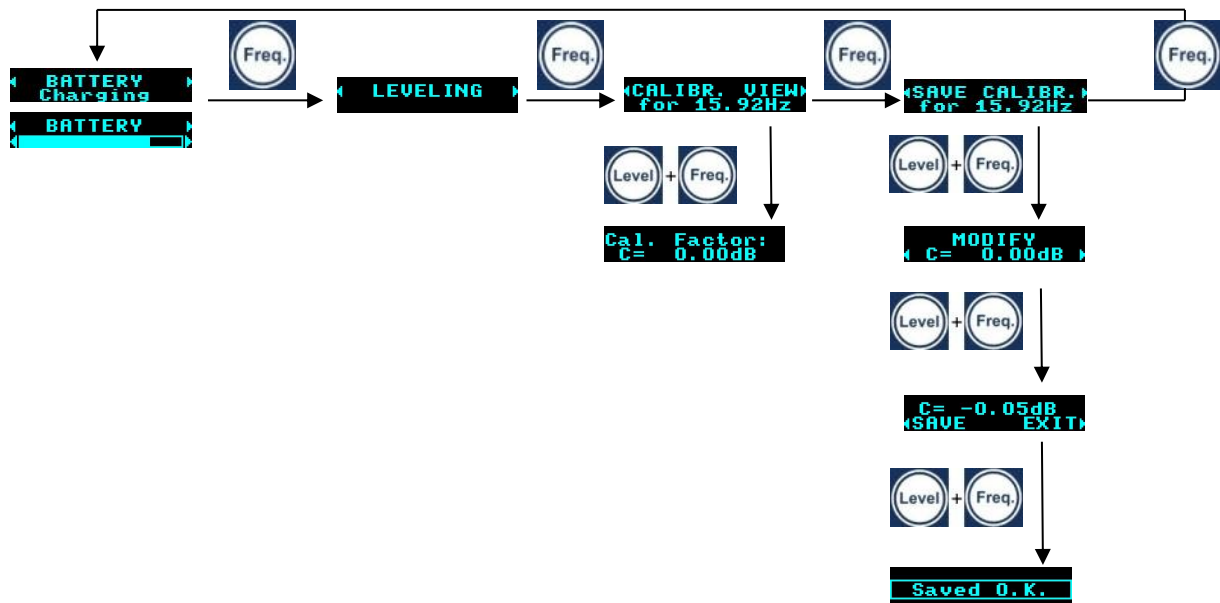 Freq.
Freq.
Freq.
Freq.
BATTERY
Charging
BATTERY
LEVELING
CALIBR. VIEW
for 15.92Hz
SAVE CALIBR.
for 15.92Hz
Level + Freq.
Level + Freq.
Cal. Factor:
C= 0.00dB
MODIFY
C= 0.00dB
Level + Freq.
C= -0.05dB
SAVE EXIT
Level + Freq.
Saved O.K.